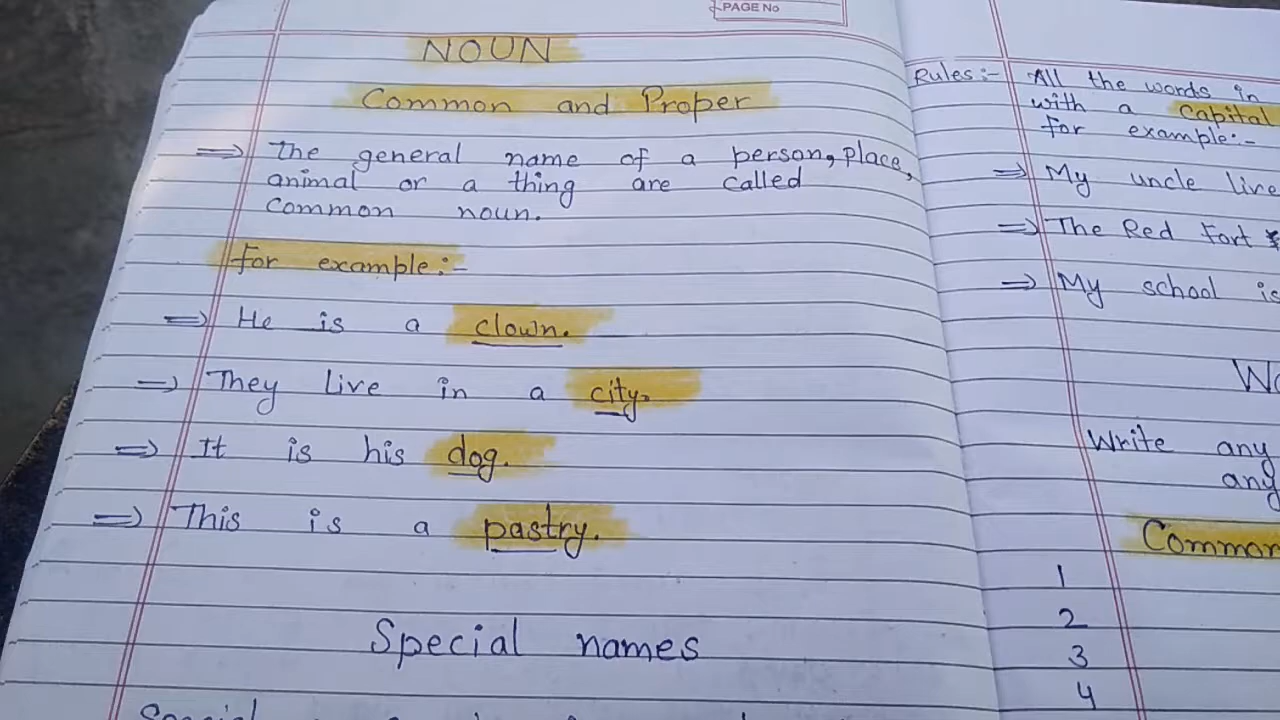 PAGE No
NOUN
Common and Proper
⇒ The general name of a person, place,
animal or a thing are called
common noun.
for example:-
⇒ He is a clown.
⇒ They live in a city.
⇒ It is his dog.
⇒ This is a pastry.
Special names
Special
Rules:- All the words in
with a Capital
for example:-
⇒ My uncle live
⇒ The Red Fort
⇒ My school is
Write any
any
Common
1
2
3
4